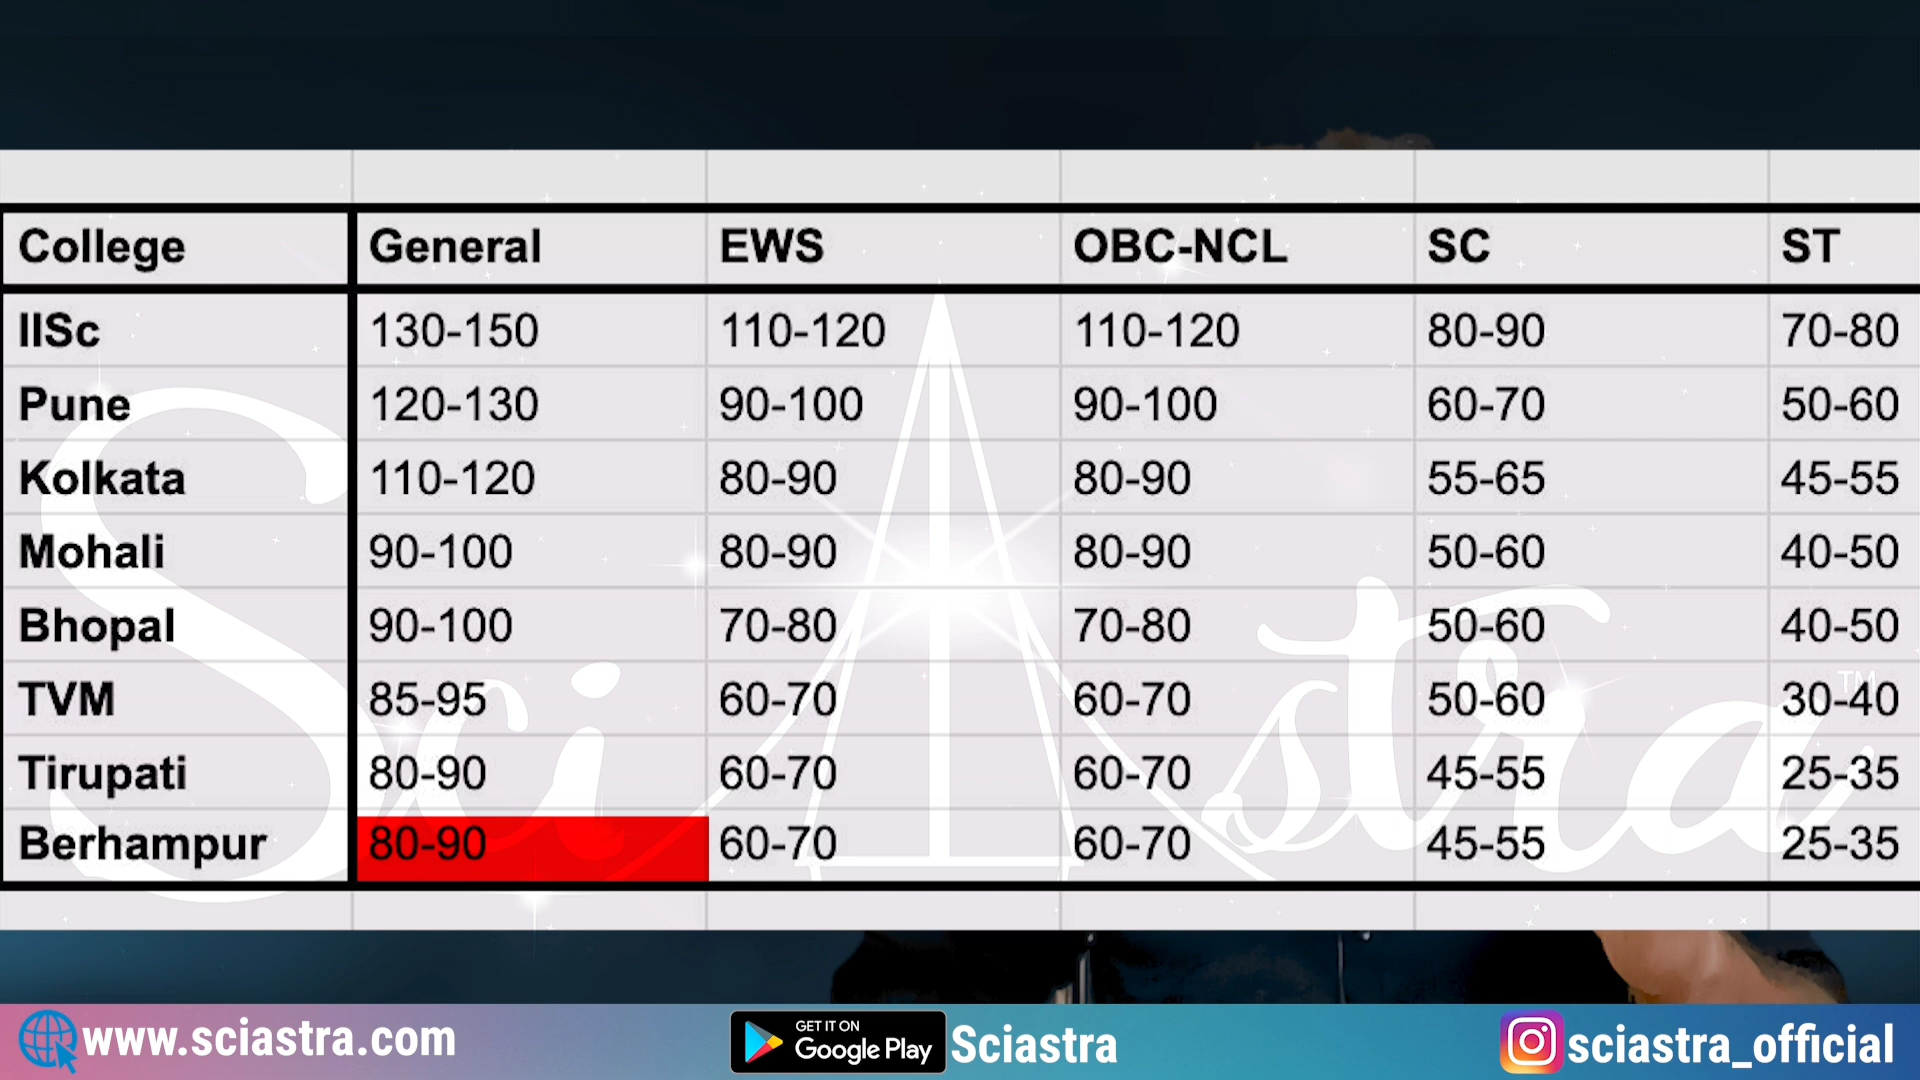 College General EWS OBC-NCL SC ST
IISc 130-150 110-120 110-120 80-90 70-80
Pune 120-130 90-100 90-100 60-70 50-60
Kolkata 110-120 80-90 80-90 55-65 45-55
Mohali 90-100 80-90 80-90 50-60 40-50
Bhopal 90-100 70-80 70-80 50-60 40-50
TVM 85-95 60-70 60-70 50-60 30-40
Tirupati 80-90 60-70 60-70 45-55 25-35
Berhampur 80-90 60-70 60-70 45-55 25-35
SciAstra™
www.sciastra.com GET IT ON Google Play Sciastra sciastra_official